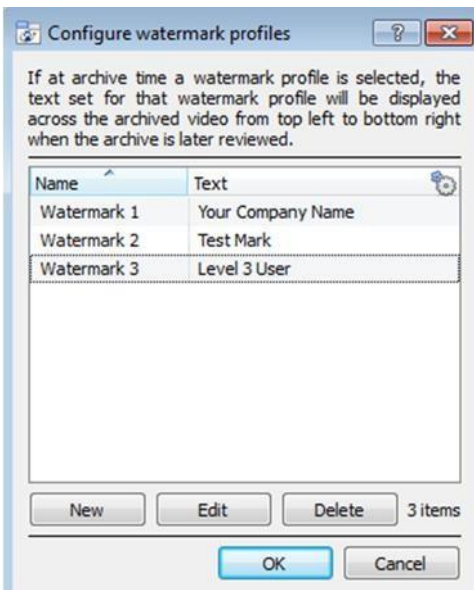 Configure watermark profiles
If at archive time a watermark profile is selected, the
text set for that watermark profile will be displayed
across the archived video from top left to bottom right
when the archive is later reviewed.
Name Text
Watermark 1 Your Company Name
Watermark 2 Test Mark
Watermark 3 Level 3 User
New Edit Delete 3 items
OK Cancel